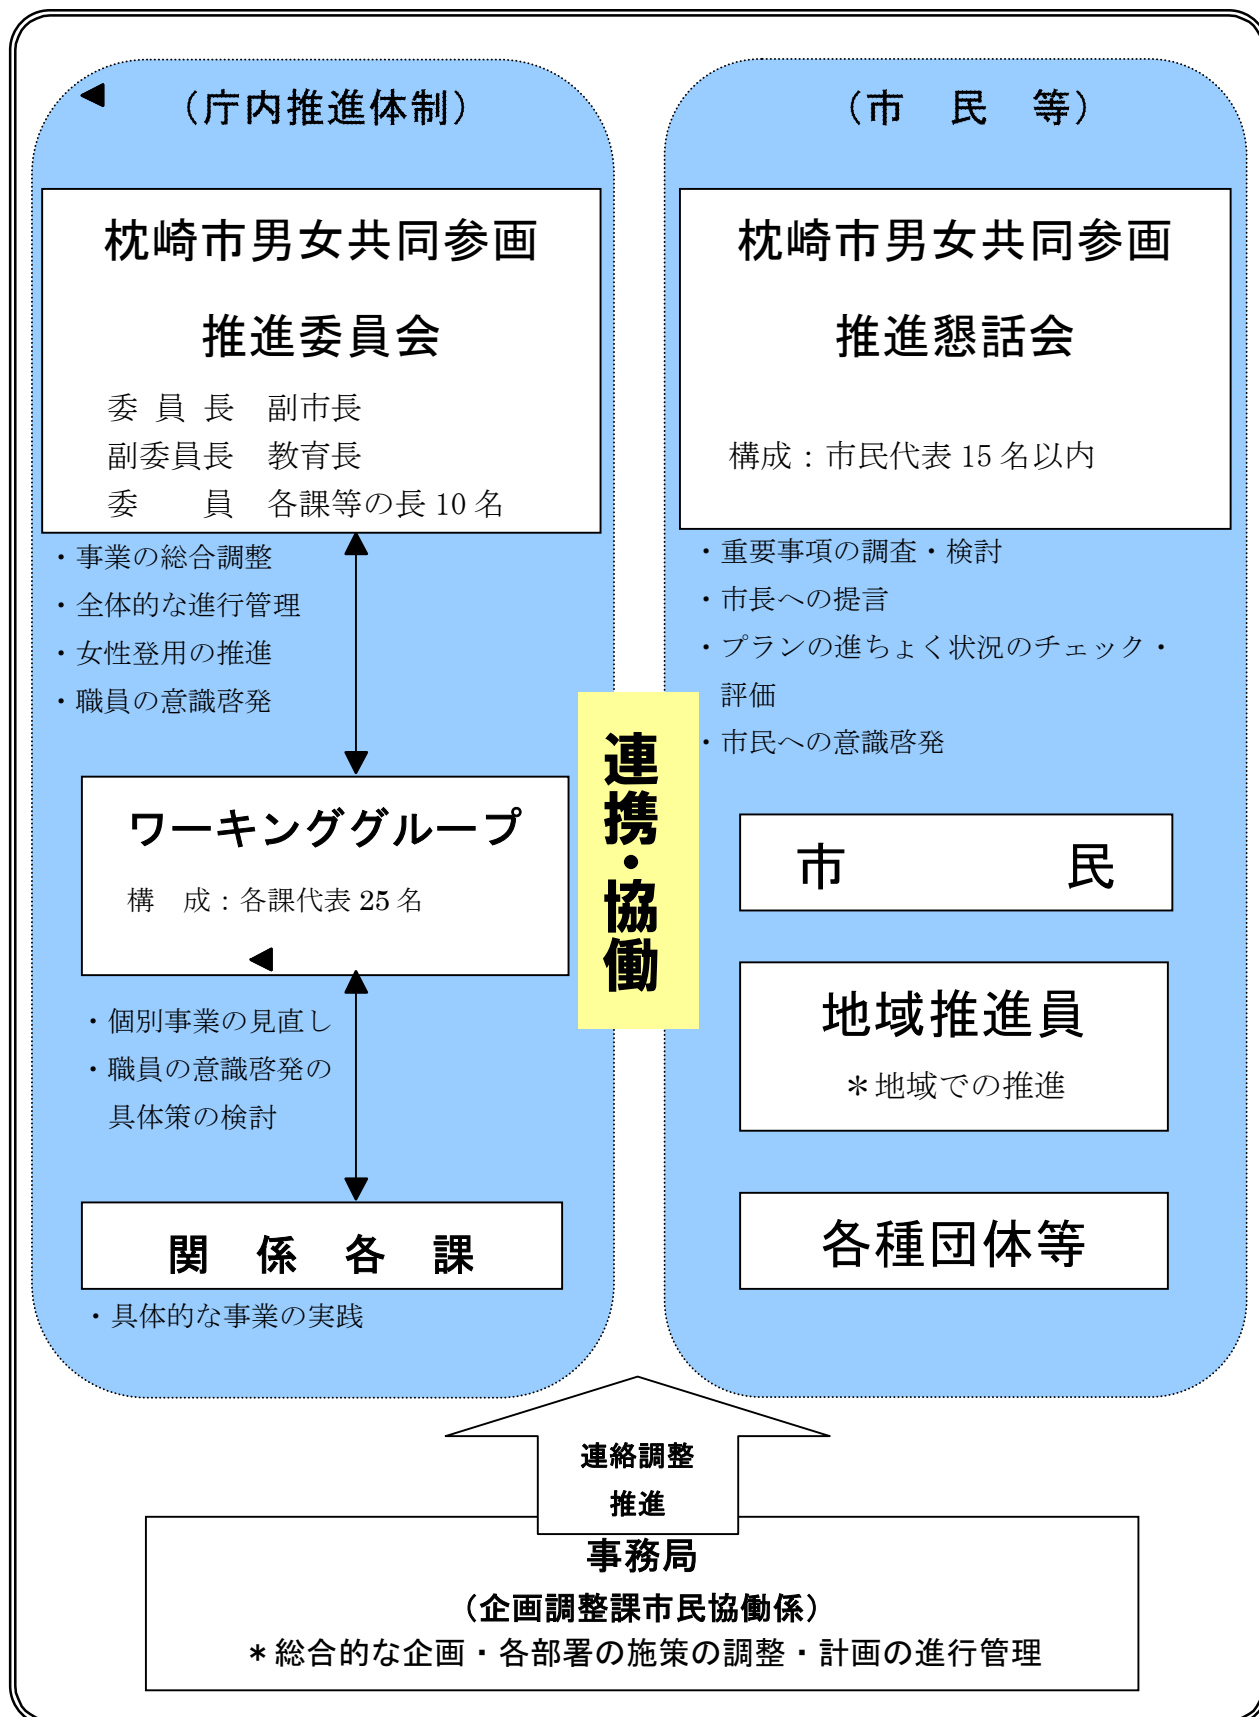 （庁内推進体制）
枕崎市男女共同参画
推進委員会
委 員 長　副市長
副委員長　教育長
委　　員　各課等の長 10 名
・事業の総合調整
・全体的な進行管理
・女性登用の推進
・職員の意識啓発
ワーキンググループ
構　成：各課代表 25 名
・個別事業の見直し
・職員の意識啓発の
具体策の検討
関　係　各　課
・具体的な事業の実践
連携・協働
（市　民　等）
枕崎市男女共同参画
推進懇話会
構成：市民代表 15 名以内
・重要事項の調査・検討
・市長への提言
・プランの進ちょく状況のチェック・
評価
・市民への意識啓発
市　　　　　民
地域推進員
＊地域での推進
各種団体等
連絡調整
推進
事務局
（企画調整課市民協働係）
＊総合的な企画・各部署の施策の調整・計画の進行管理